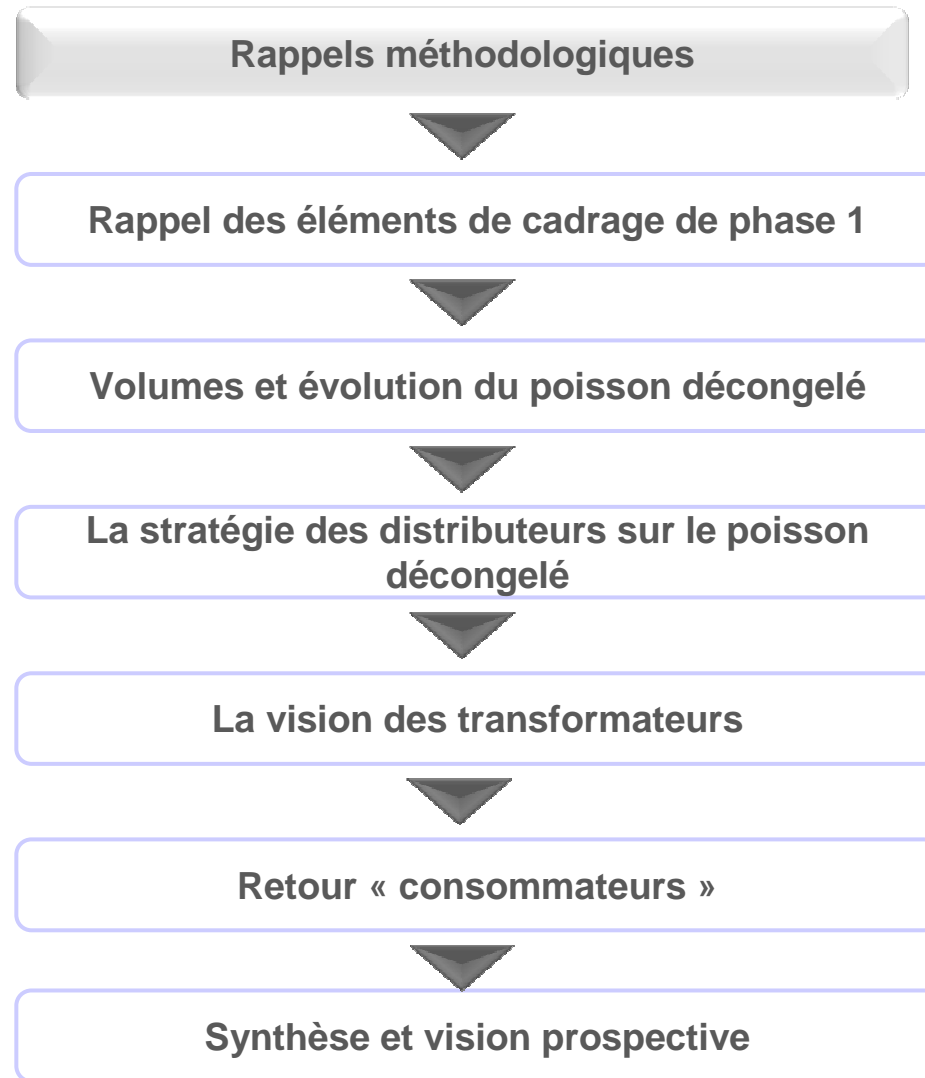 Rappels méthodologiques
Rappel des éléments de cadrage de phase 1
Volumes et évolution du poisson décongelé
La stratégie des distributeurs sur le poisson
décongelé
La vision des transformateurs
Retour « consommateurs »
Synthèse et vision prospective